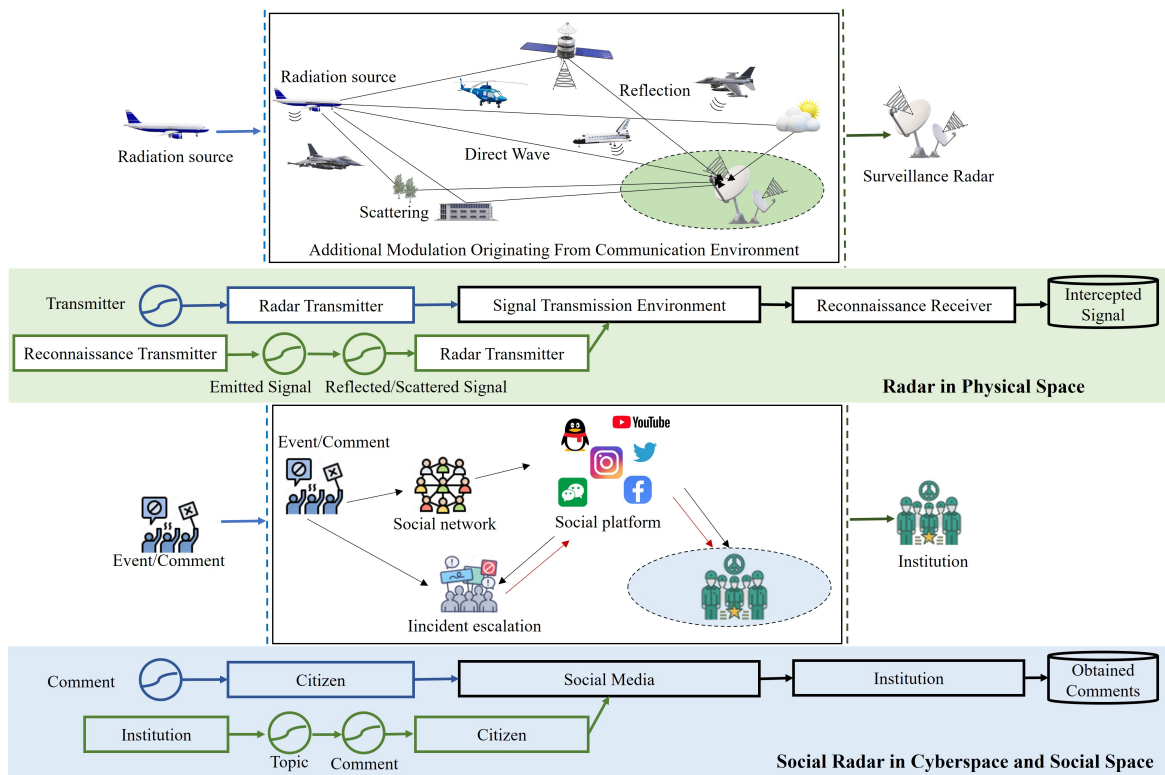 Radiation source
Radiation source
Reflection
Direct Wave
Scattering
Surveillance Radar
Additional Modulation Originating From Communication Environment
Transmitter
Radar Transmitter
Signal Transmission Environment
Reconnaissance Receiver
Intercepted
Signal
Reconnaissance Transmitter
Radar Transmitter
Emitted Signal
Reflected/Scattered Signal
Radar in Physical Space
Event/Comment
YouTube
Social network
Social platform
Event/Comment
Institution
Iincident escalation
Comment
Citizen
Social Media
Institution
Obtained
Comments
Institution
Citizen
Topic
Comment
Social Radar in Cyberspace and Social Space